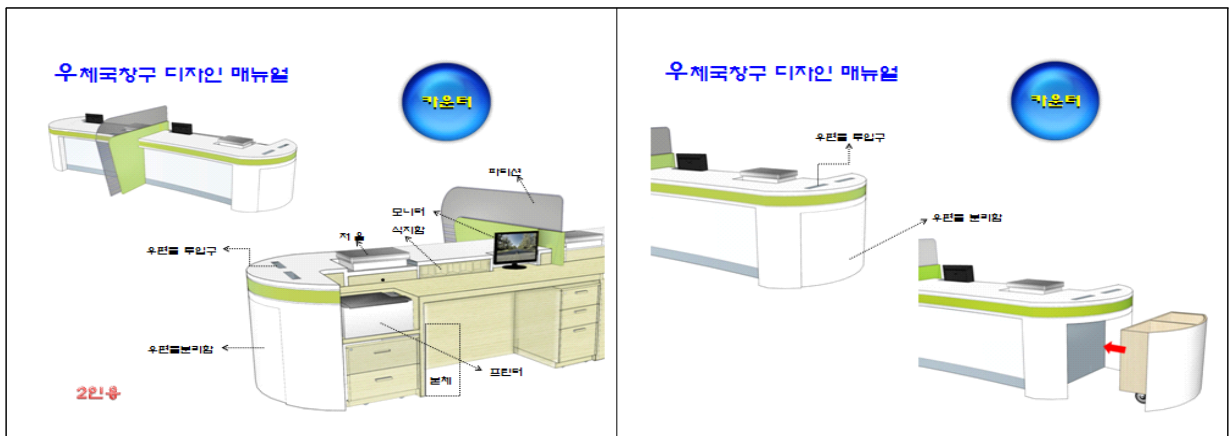 우체국창구 디자인 매뉴얼
카운터
파티션
모니터
식지함
저 울
우편물 투입구
우편물분리함
프린터
본체
2인용
우체국창구 디자인 매뉴얼
카운터
우편물 투입구
우편물 분리함